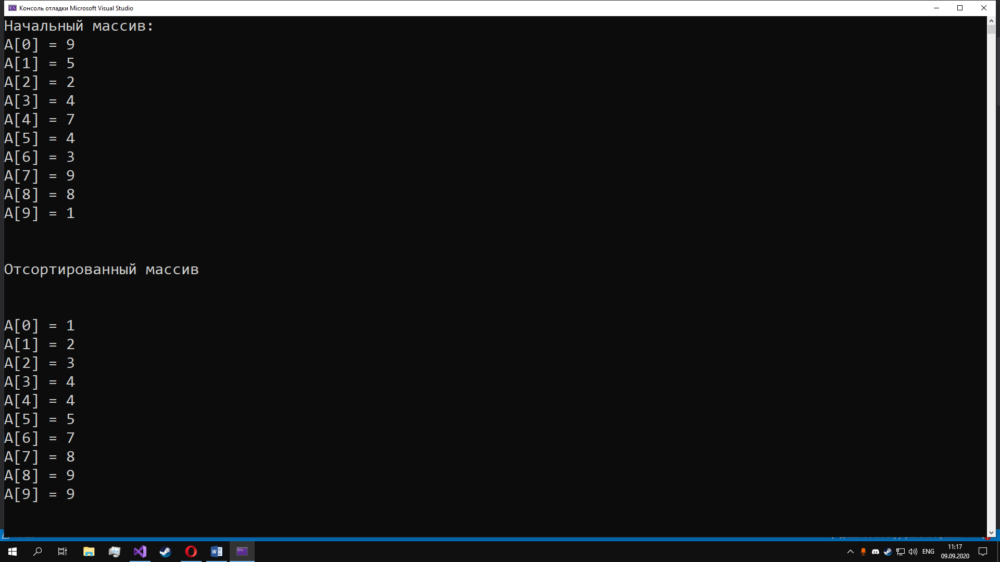 Консоль отладки Microsoft Visual Studio
Начальный массив:
A[0] = 9
A[1] = 5
A[2] = 2
A[3] = 4
A[4] = 7
A[5] = 4
A[6] = 3
A[7] = 9
A[8] = 8
A[9] = 1
Отсортированный массив
A[0] = 1
A[1] = 2
A[2] = 3
A[3] = 4
A[4] = 4
A[5] = 5
A[6] = 7
A[7] = 8
A[8] = 9
A[9] = 9
ENG
11:17
09.09.2020